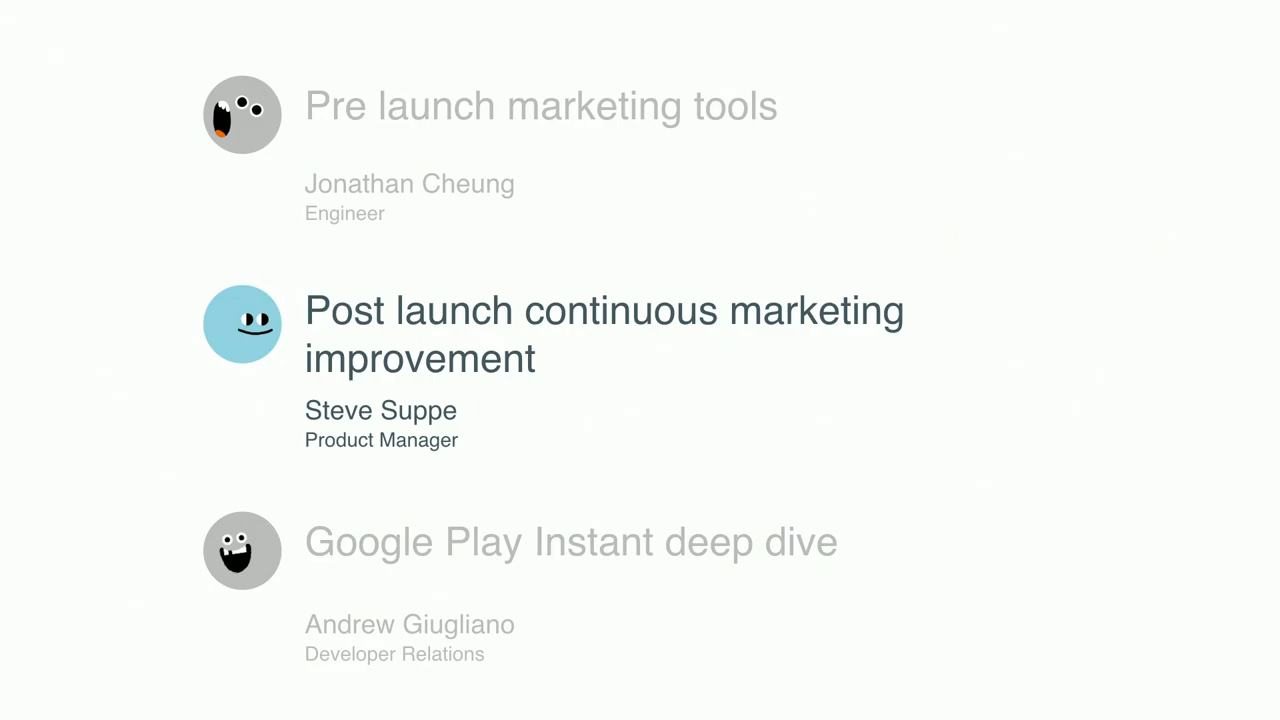 Pre launch marketing tools
Jonathan Cheung
Engineer
Post launch continuous marketing
improvement
Steve Suppe
Product Manager
Google Play Instant deep dive
Andrew Giugliano
Developer Relations